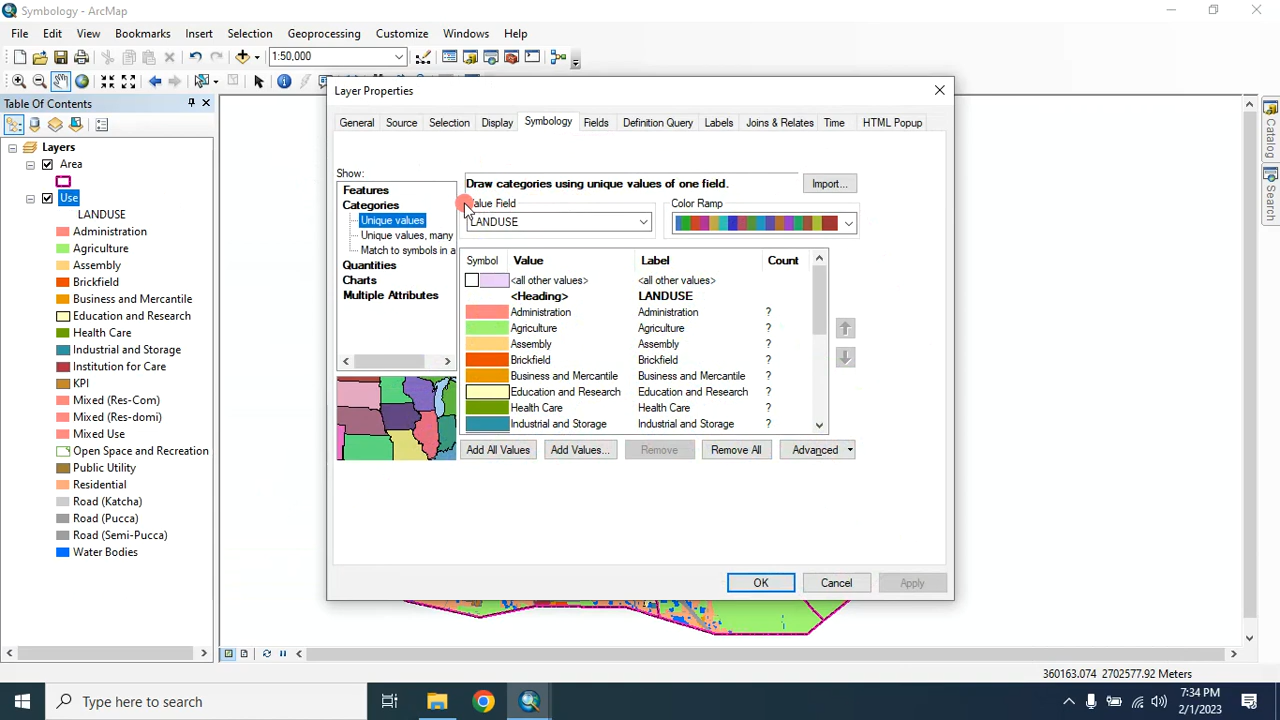 Symbology - ArcMap
File Edit View Bookmarks Insert Selection Geoprocessing Customize Windows Help
1:50,000
Table Of Contents
Layers
Area
Use
LANDUSE
Administration
Agriculture
Assembly
Brickfield
Business and Mercantile
Education and Research
Health Care
Industrial and Storage
Institution for Care
KPI
Mixed (Res-Com)
Mixed (Res-domi)
Mixed Use
Open Space and Recreation
Public Utility
Residential
Road (Katcha)
Road (Pucca)
Road (Semi-Pucca)
Water Bodies
Layer Properties
General Source Selection Display Symbology Fields Definition Query Labels Joins & Relates Time HTML Popup
Show:
Features
Categories
Unique values
Unique values, many
Match to symbols in a
Quantities
Charts
Multiple Attributes
Draw categories using unique values of one field.
Import...
Value Field
LANDUSE
Color Ramp
Symbol Value Label Count
<all other values> <all other values>
<Heading> LANDUSE
Administration Administration ?
Agriculture Agriculture ?
Assembly Assembly ?
Brickfield Brickfield ?
Business and Mercantile Business and Mercantile ?
Education and Research Education and Research ?
Health Care Health Care ?
Industrial and Storage Industrial and Storage ?
Add All Values Add Values... Remove Remove All Advanced
OK Cancel Apply
Catalog
Search
360163.074 2702577.92 Meters
Type here to search
7:34 PM
2/1/2023